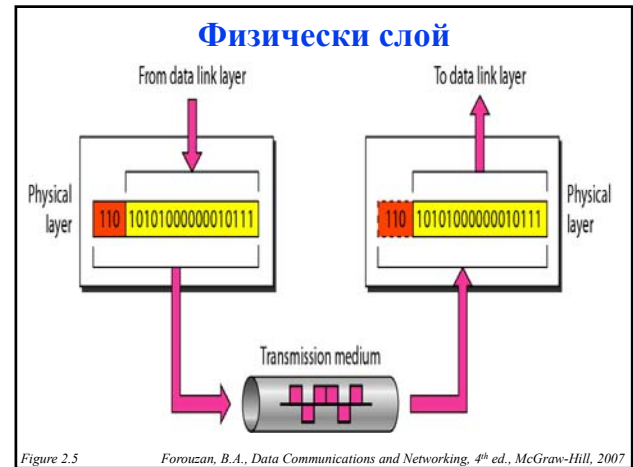 Физически слой
From data link layer
To data link layer
Physical
layer
110 10101000000010111
110 10101000000010111
Physical
layer
Transmission medium
Figure 2.5 Forouzan, B.A., Data Communications and Networking, 4th ed., McGraw-Hill, 2007